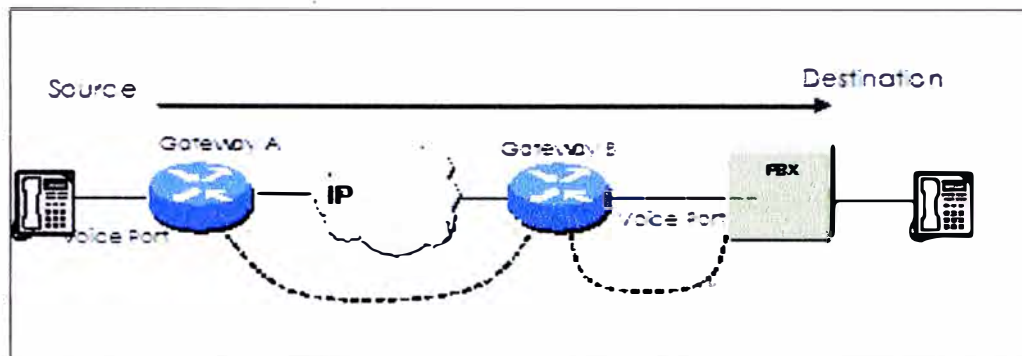 Source
Destination
Gateway A
Gateway B
PBX
IP
Voice Port
Voice Port